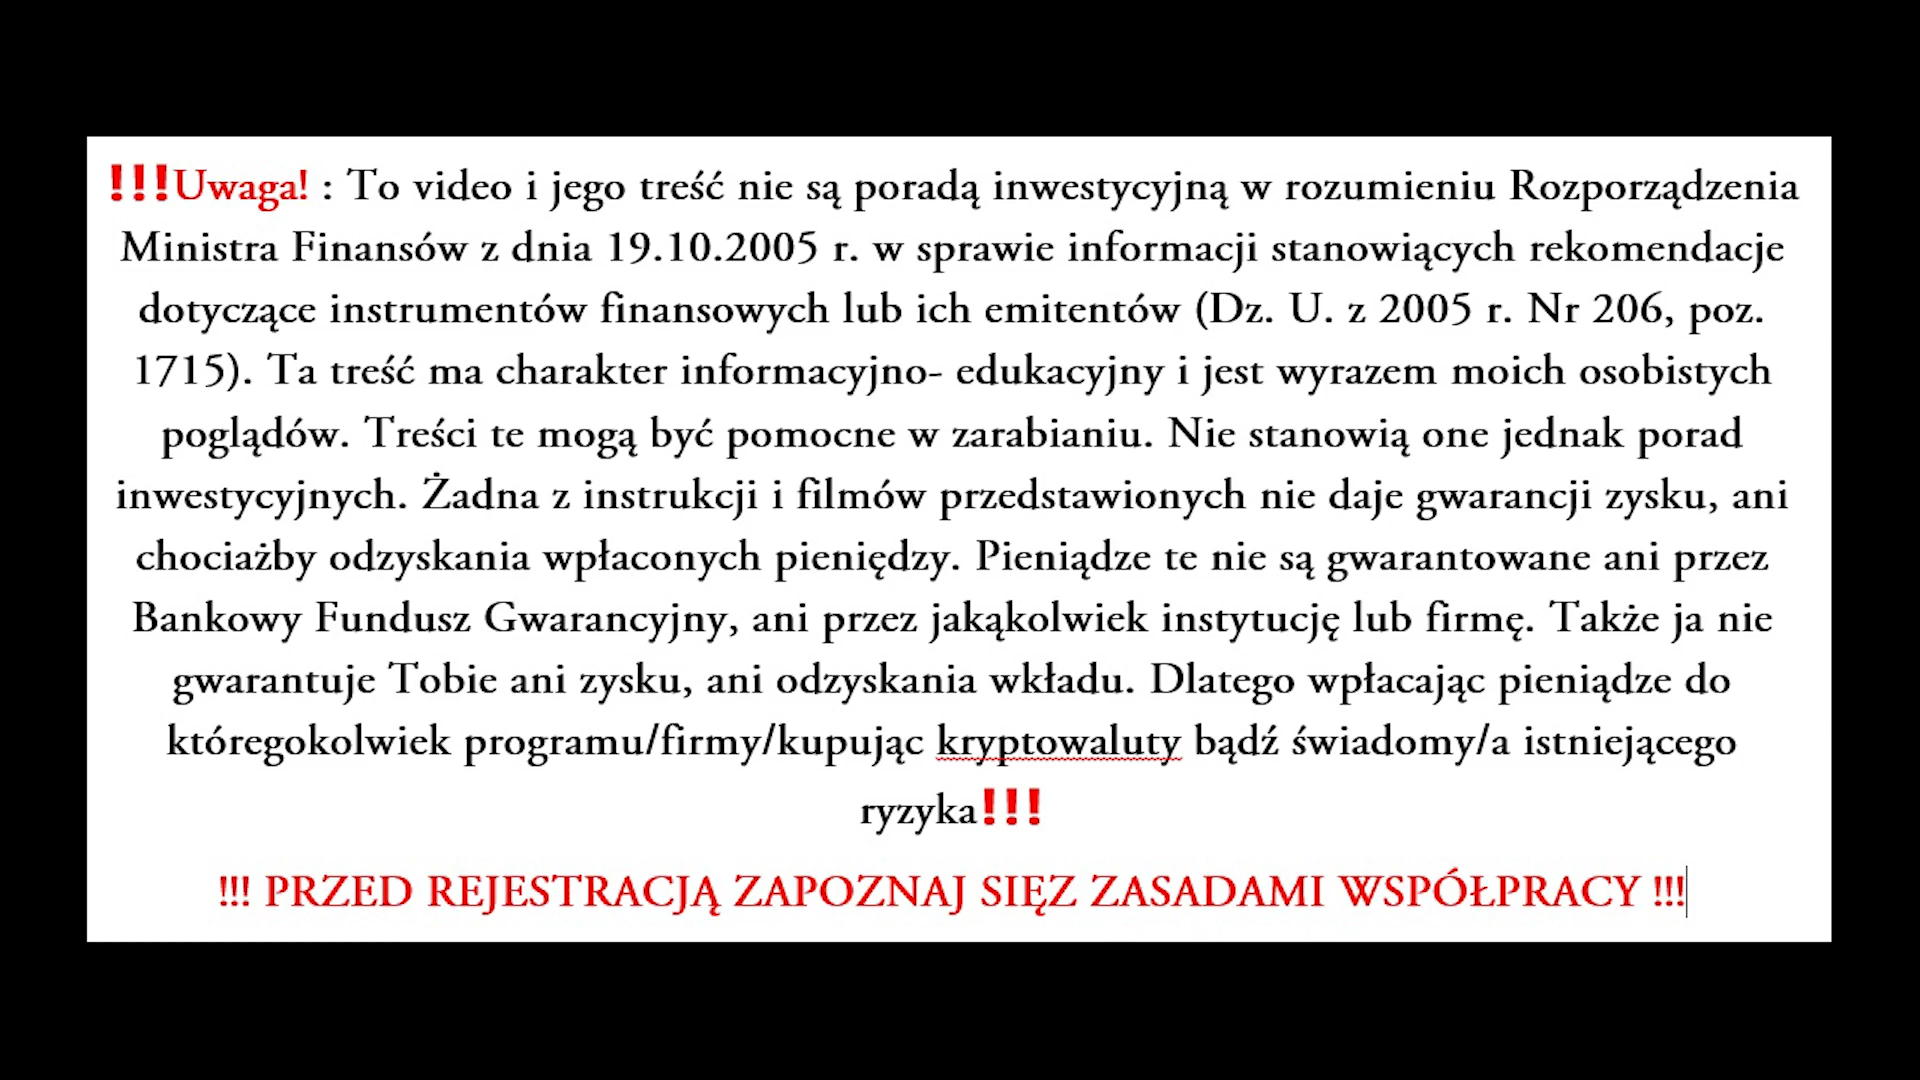 !!!Uwaga! : To video i jego treść nie są poradą inwestycyjną w rozumieniu Rozporządzenia
Ministra Finansów z dnia 19.10.2005 r. w sprawie informacji stanowiących rekomendacje
dotyczące instrumentów finansowych lub ich emitentów (Dz. U. z 2005 r. Nr 206, poz.
1715). Ta treść ma charakter informacyjno- edukacyjny i jest wyrazem moich osobistych
poglądów. Treści te mogą być pomocne w zarabianiu. Nie stanowią one jednak porad
inwestycyjnych. Żadna z instrukcji i filmów przedstawionych nie daje gwarancji zysku, ani
chociażby odzyskania wpłaconych pieniędzy. Pieniądze te nie są gwarantowane ani przez
Bankowy Fundusz Gwarancyjny, ani przez jakąkolwiek instytucję lub firmę. Także ja nie
gwarantuje Tobie ani zysku, ani odzyskania wkładu. Dlatego wpłacając pieniądze do
któregokolwiek programu/firmy/kupując kryptowaluty bądź świadomy/a istniejącego
ryzyka!!!
!!! PRZED REJESTRACJĄ ZAPOZNAJ SIĘZ ZASADAMI WSPÓŁPRACY !!!